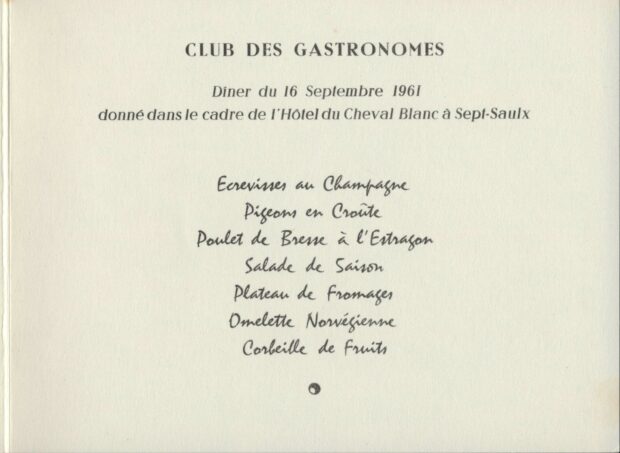 CLUB DES GASTRONOMES
Dîner du 16 Septembre 1961
donné dans le cadre de l'Hôtel du Cheval Blanc à Sept-Saulx
Ecrevisses au Champagne
Pigeons en Croûte
Poulet de Bresse à l'Estragon
Salade de Saison
Plateau de Fromages
Omelette Norvégienne
Corbeille de Fruits